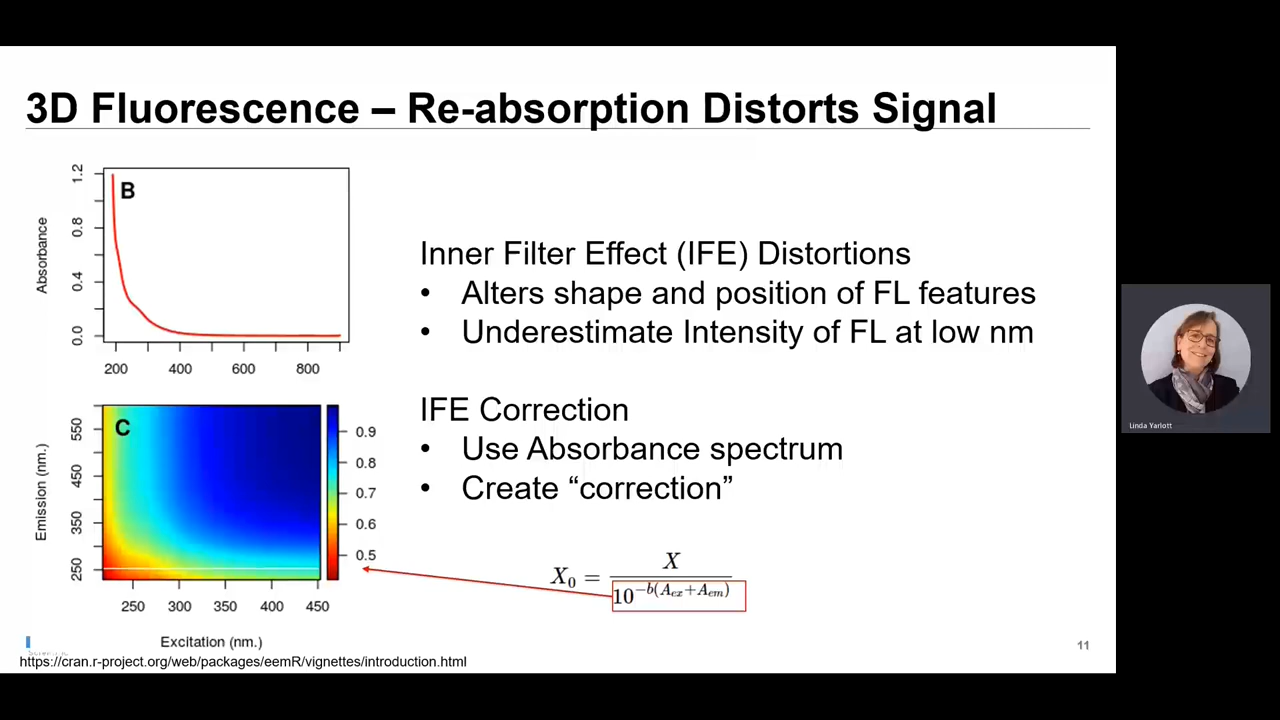 3D Fluorescence – Re-absorption Distorts Signal
B
Absorbance
1.2
0.8
0.4
0.0
200 400 600 800
C
Emission (nm.)
550
450
350
250
0.9
0.8
0.7
0.6
0.5
250 300 350 400 450
Excitation (nm.)
Inner Filter Effect (IFE) Distortions
• Alters shape and position of FL features
• Underestimate Intensity of FL at low nm
IFE Correction
• Use Absorbance spectrum
• Create “correction”
X₀ = X / 10^{-b(A_{ex}+A_{em})}
https://cran.r-project.org/web/packages/eemR/vignettes/introduction.html
11
Linda Yarlott